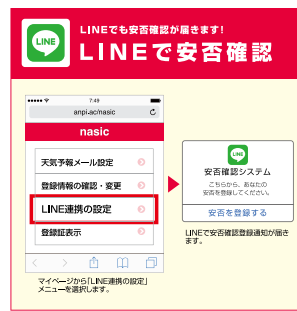 LINEでも安否確認が届きます!
LINE
LINEで安否確認
7:49
anpi.ac/nasic
nasic
天気予報メール設定
登録情報の確認・変更
LINE連携の設定
登録証表示
マイページから「LINE連携の設定」
メニューを選択します。
LINE
安否確認システム
こちらから、あなたの
安否を登録してください。
安否を登録する
LINEで安否確認登録通知が届き
ます。